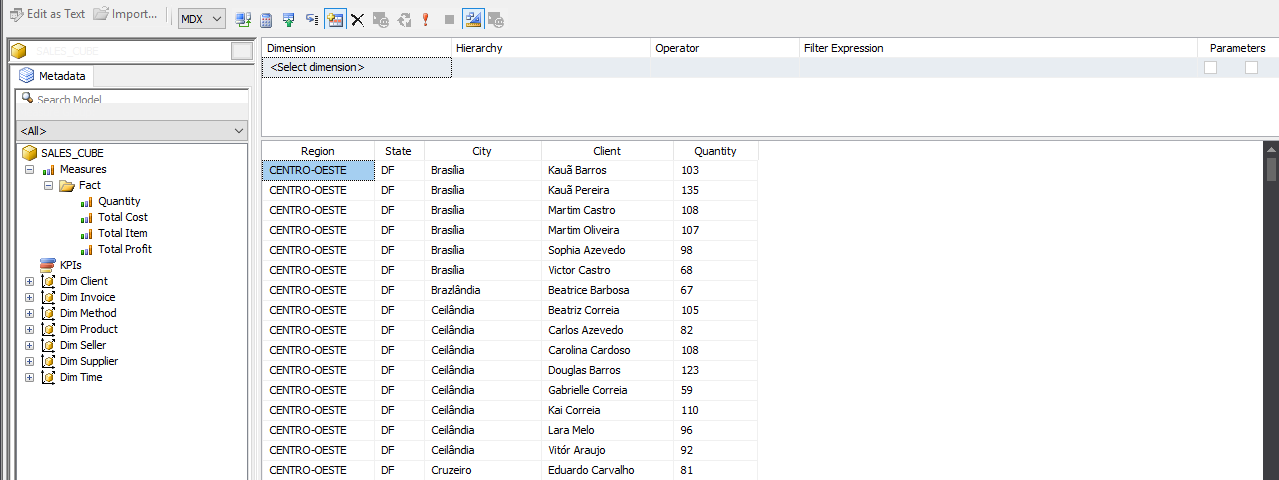 Edit as Text Import... MDX
SALES_CUBE
Metadata
Search Model
<All>
SALES_CUBE
Measures
Fact
Quantity
Total Cost
Total Item
Total Profit
KPIs
Dim Client
Dim Invoice
Dim Method
Dim Product
Dim Seller
Dim Supplier
Dim Time
Dimension Hierarchy Operator Filter Expression Parameters
<Select dimension>
Region State City Client Quantity
CENTRO-OESTE DF Brasília Kauã Barros 103
CENTRO-OESTE DF Brasília Kauã Pereira 135
CENTRO-OESTE DF Brasília Martim Castro 108
CENTRO-OESTE DF Brasília Martim Oliveira 107
CENTRO-OESTE DF Brasília Sophia Azevedo 98
CENTRO-OESTE DF Brasília Victor Castro 68
CENTRO-OESTE DF Brazlândia Beatrice Barbosa 67
CENTRO-OESTE DF Ceilândia Beatriz Correia 105
CENTRO-OESTE DF Ceilândia Carlos Azevedo 82
CENTRO-OESTE DF Ceilândia Carolina Cardoso 108
CENTRO-OESTE DF Ceilândia Douglas Barros 123
CENTRO-OESTE DF Ceilândia Gabrielle Correia 59
CENTRO-OESTE DF Ceilândia Kai Correia 110
CENTRO-OESTE DF Ceilândia Lara Melo 96
CENTRO-OESTE DF Ceilândia Vitór Araujo 92
CENTRO-OESTE DF Cruzeiro Eduardo Carvalho 81